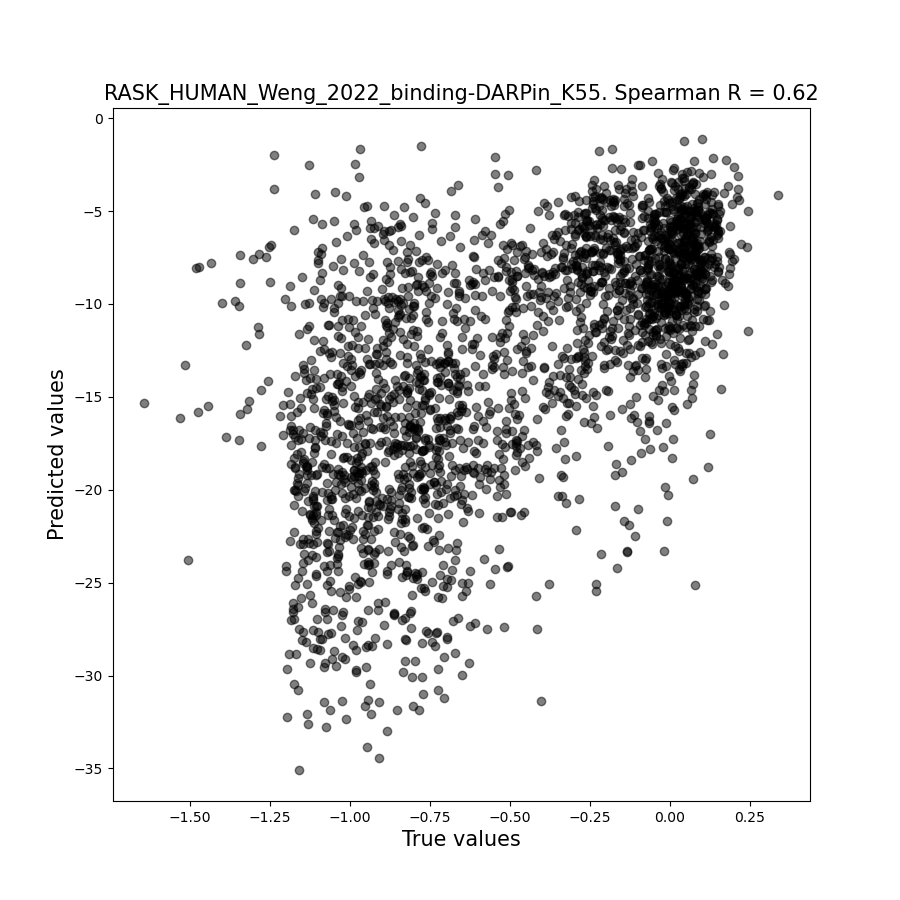 RASK_HUMAN_Weng_2022_binding-DARPin_K55. Spearman R = 0.62
0
−5
−10
−15
−20
−25
−30
−35
Predicted values
−1.50 −1.25 −1.00 −0.75 −0.50 −0.25 0.00 0.25
True values